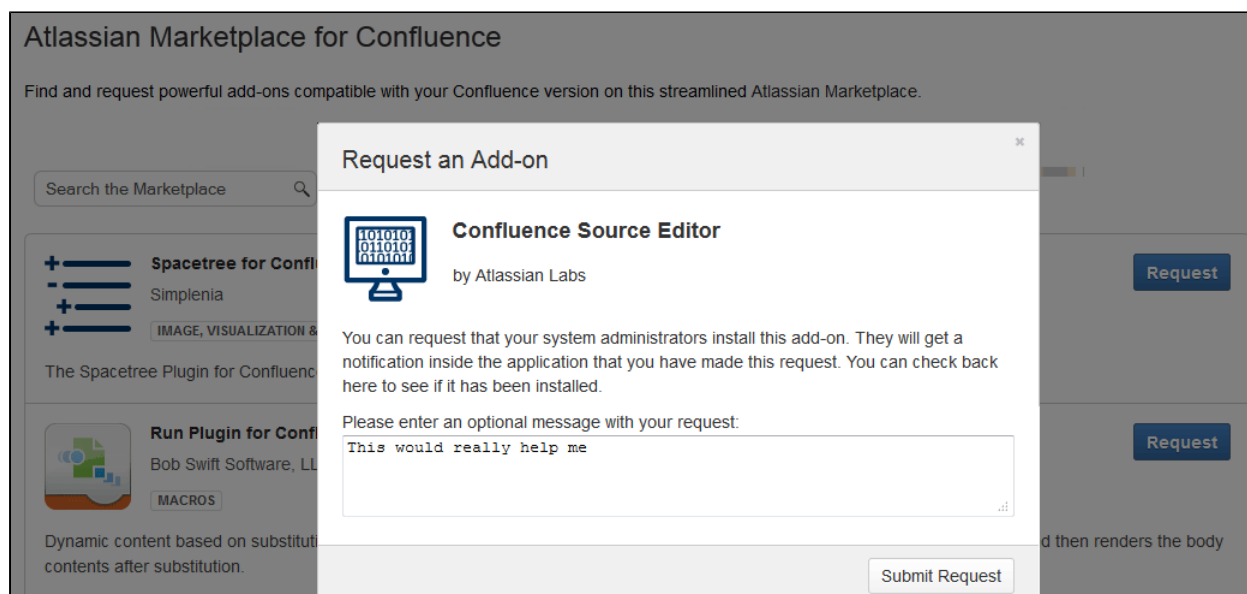 Atlassian Marketplace for Confluence
Find and request powerful add-ons compatible with your Confluence version on this streamlined Atlassian Marketplace.
Search the Marketplace
Request an Add-on
×
1010101
0110101
0101010
Confluence Source Editor
by Atlassian Labs
You can request that your system administrators install this add-on. They will get a
notification inside the application that you have made this request. You can check back
here to see if it has been installed.
Please enter an optional message with your request:
This would really help me
Submit Request
Spacetree for Confl
Simplenia
IMAGE, VISUALIZATION &
Request
The Spacetree Plugin for Confluenc
Run Plugin for Conf
Bob Swift Software, LL
MACROS
Request
Dynamic content based on substituti
d then renders the body
contents after substitution.